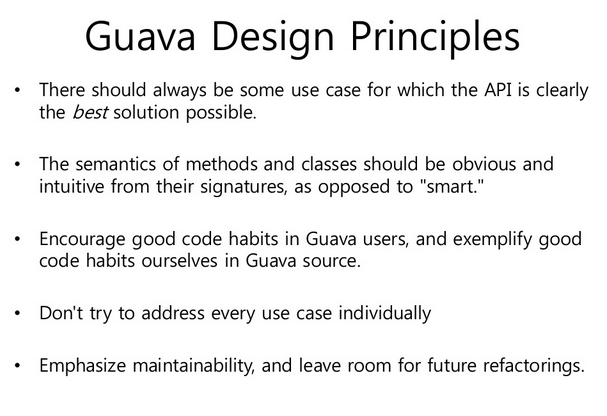 Guava Design Principles
• There should always be some use case for which the API is clearly
the best solution possible.
• The semantics of methods and classes should be obvious and
intuitive from their signatures, as opposed to "smart."
• Encourage good code habits in Guava users, and exemplify good
code habits ourselves in Guava source.
• Don't try to address every use case individually
• Emphasize maintainability, and leave room for future refactorings.